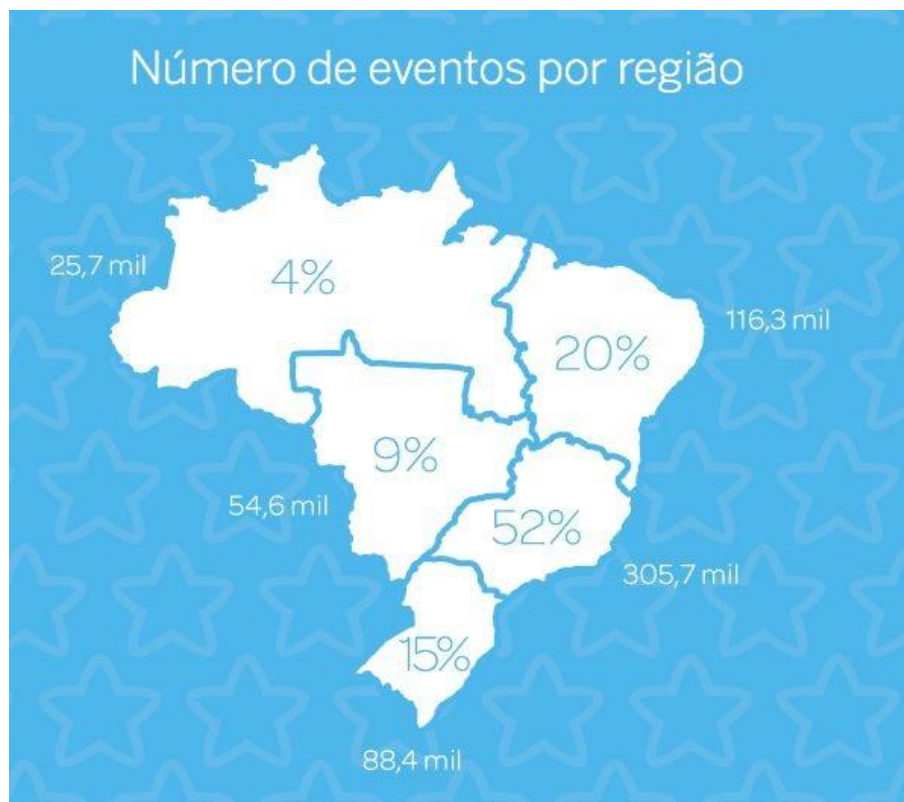 Número de eventos por região
25,7 mil
4%
116,3 mil
20%
9%
54,6 mil
52%
305,7 mil
15%
88,4 mil